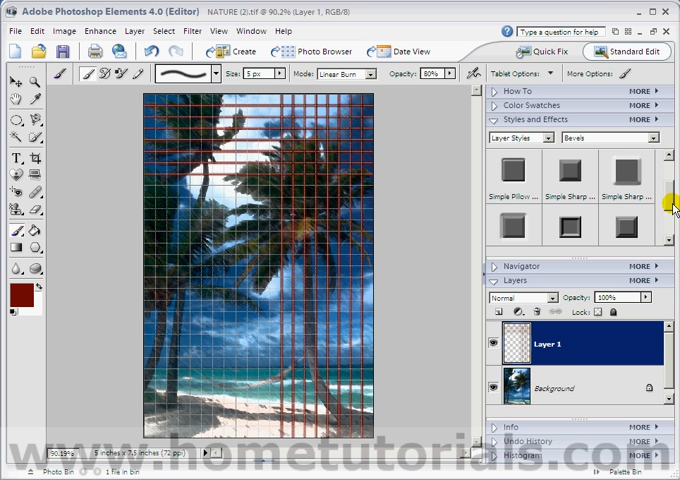 Adobe Photoshop Elements 4.0 (Editor) NATURE (2).tif @ 90.2% (Layer 1, RGB/8)
File Edit Image Enhance Layer Select Filter View Window Help Type a question for help
Create Photo Browser Date View Quick Fix Standard Edit
Size: 5 px Mode: Linear Burn Opacity: 80% Tablet Options: More Options:
How To MORE
Color Swatches MORE
Styles and Effects MORE
Layer Styles Bevels
Simple Pillow ... Simple Sharp ... Simple Sharp ...
Navigator MORE
Layers MORE
Normal Opacity: 100%
Lock:
Layer 1
Background
Info MORE
Undo History MORE
Histogram MORE
www.hometutorials.com
90.19% 5 inches x 7.5 inches (72 ppi)
Photo Bin 1 file in bin Palette Bin